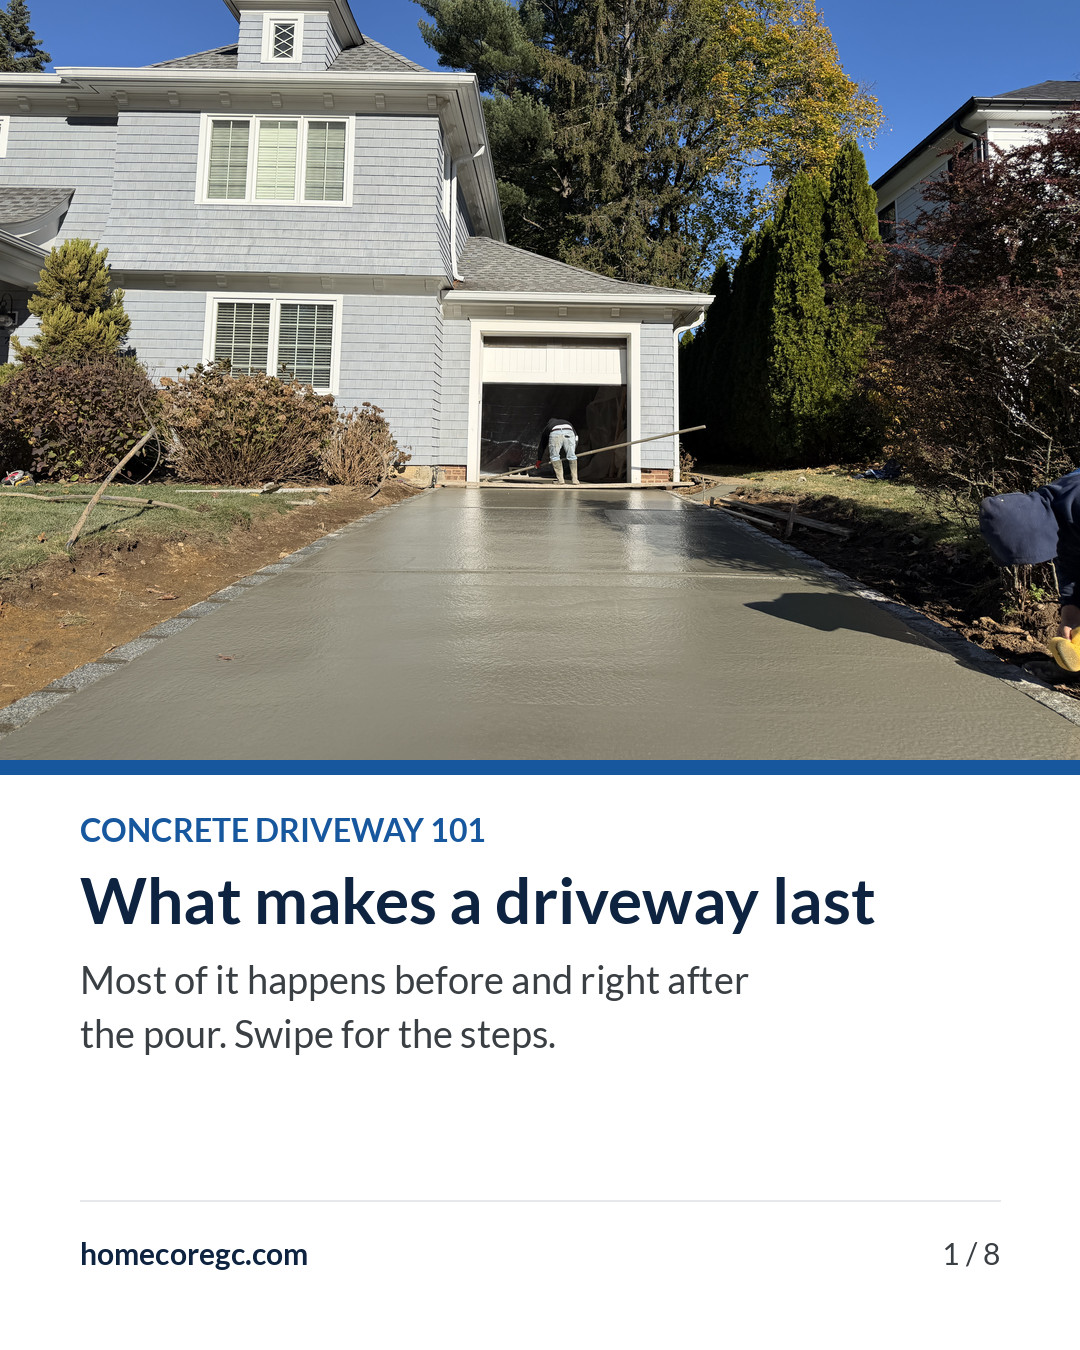 CONCRETE DRIVEWAY 101
What makes a driveway last
Most of it happens before and right after
the pour. Swipe for the steps.
homecoregc.com
1 / 8